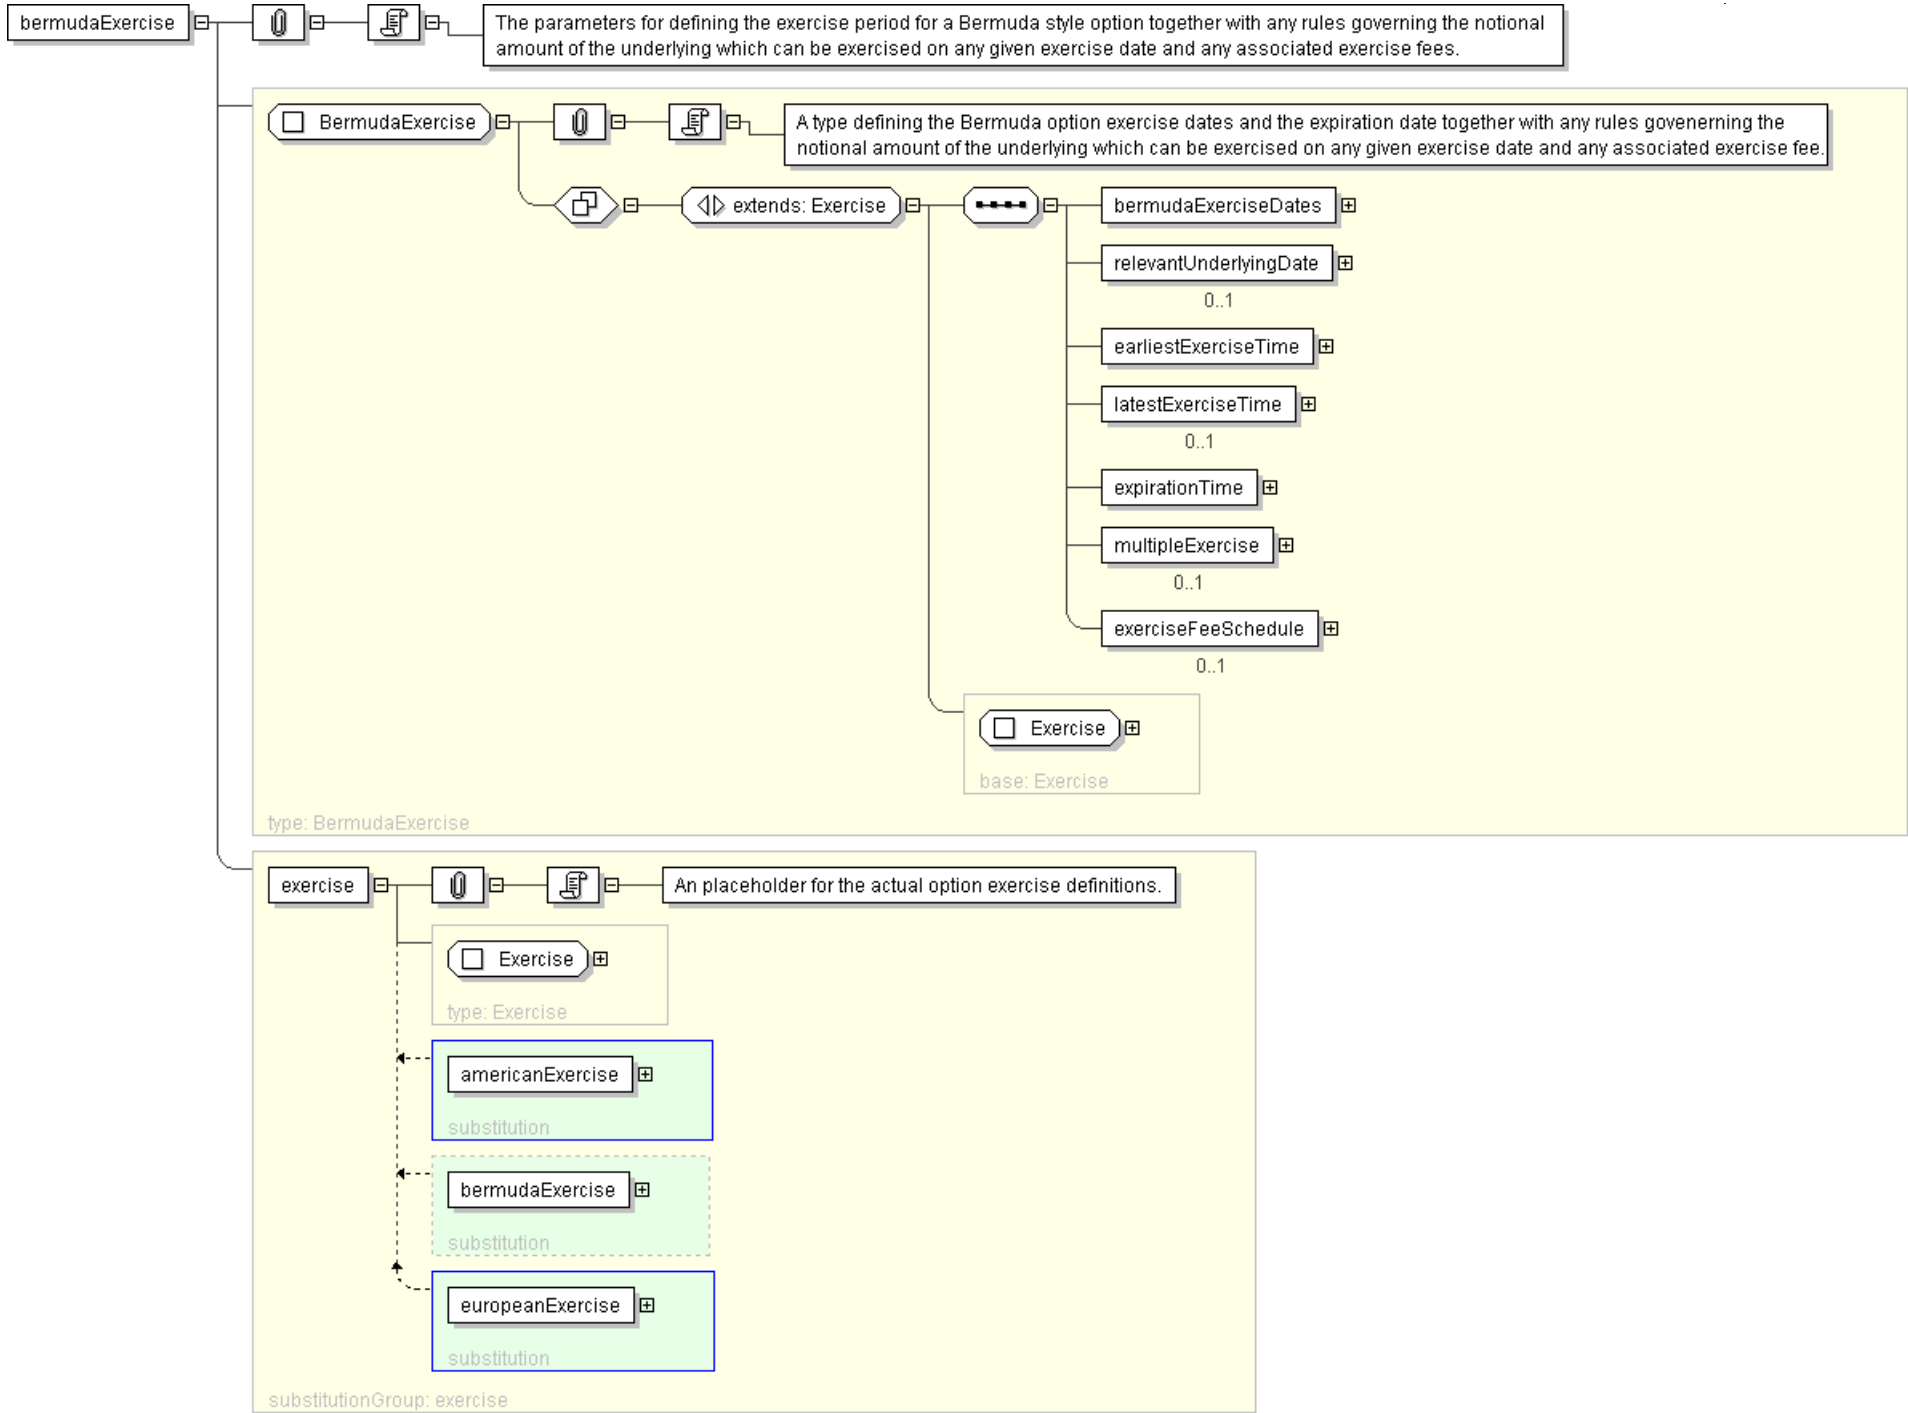 bermudaExercise
The parameters for defining the exercise period for a Bermuda style option together with any rules governing the notional
amount of the underlying which can be exercised on any given exercise date and any associated exercise fees.
BermudaExercise
A type defining the Bermuda option exercise dates and the expiration date together with any rules govenerning the
notional amount of the underlying which can be exercised on any given exercise date and any associated exercise fee.
extends: Exercise
bermudaExerciseDates
relevantUnderlyingDate
0..1
earliestExerciseTime
latestExerciseTime
0..1
expirationTime
multipleExercise
0..1
exerciseFeeSchedule
0..1
Exercise
base: Exercise
type: BermudaExercise
exercise
An placeholder for the actual option exercise definitions.
Exercise
type: Exercise
americanExercise
substitution
bermudaExercise
substitution
europeanExercise
substitution
substitutionGroup: exercise